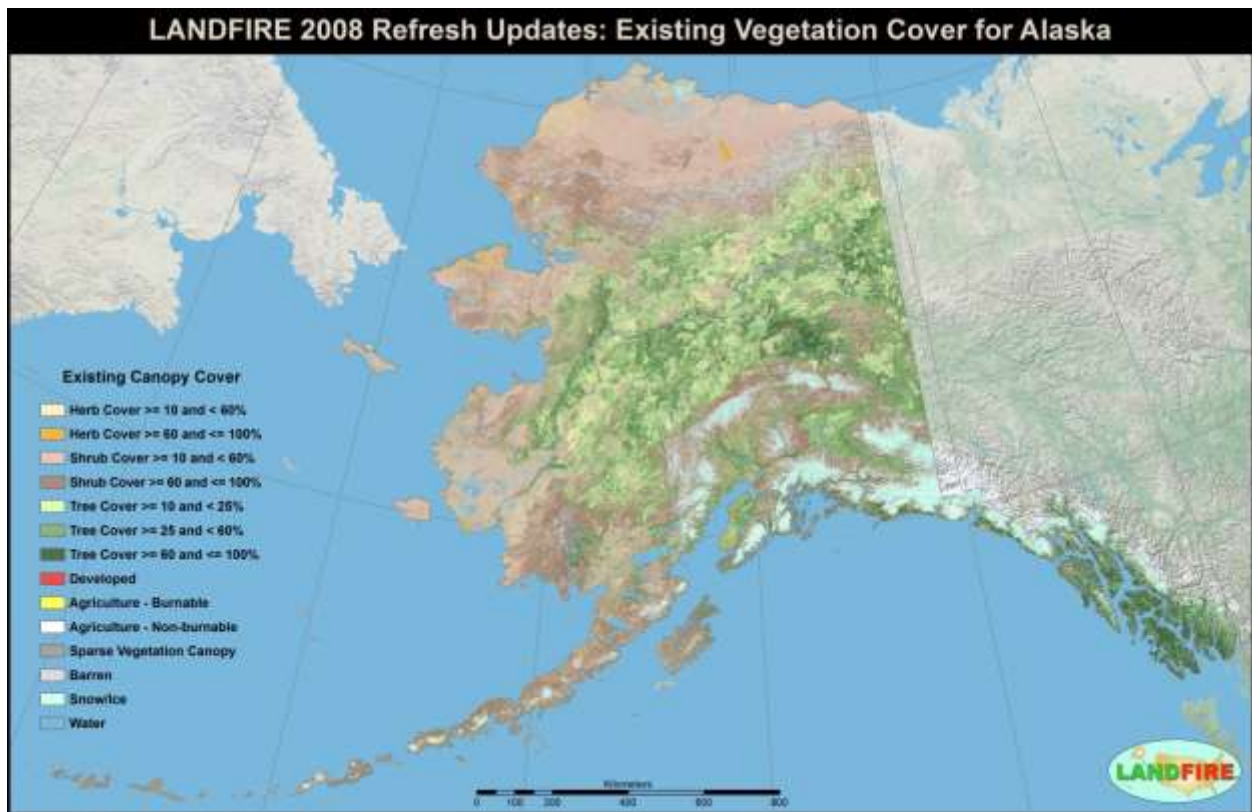 LANDFIRE 2008 Refresh Updates: Existing Vegetation Cover for Alaska
Existing Canopy Cover
Herb Cover >= 10 and < 60%
Herb Cover >= 60 and <= 100%
Shrub Cover >= 10 and < 60%
Shrub Cover >= 60 and <= 100%
Tree Cover >= 10 and < 25%
Tree Cover >= 25 and < 60%
Tree Cover >= 60 and <= 100%
Developed
Agriculture - Burnable
Agriculture - Non-burnable
Sparse Vegetation Canopy
Barren
Snow/Ice
Water
Kilometers
0 50 100 200 400 600 800
LANDFIRE